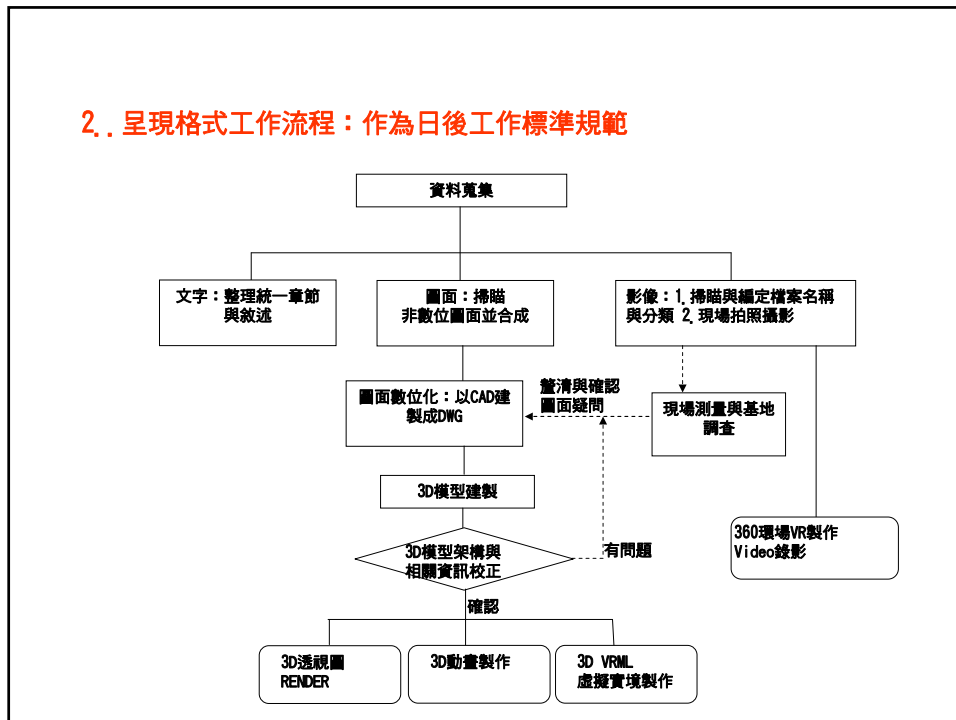 2.. 呈現格式工作流程：作為日後工作標準規範
資料蒐集
文字：整理統一章節
與敘述
圖面：掃瞄
非數位圖面並合成
影像：1.掃瞄與編定檔案名稱
與分類 2.現場拍照攝影
圖面數位化：以CAD建
製成DWG
釐清與確認
圖面疑問
現場測量與基地
調查
3D模型建製
3D模型架構與
相關資訊校正
有問題
360環場VR製作
Video錄影
確認
3D透視圖
RENDER
3D動畫製作
3D VRML
虛擬實境製作